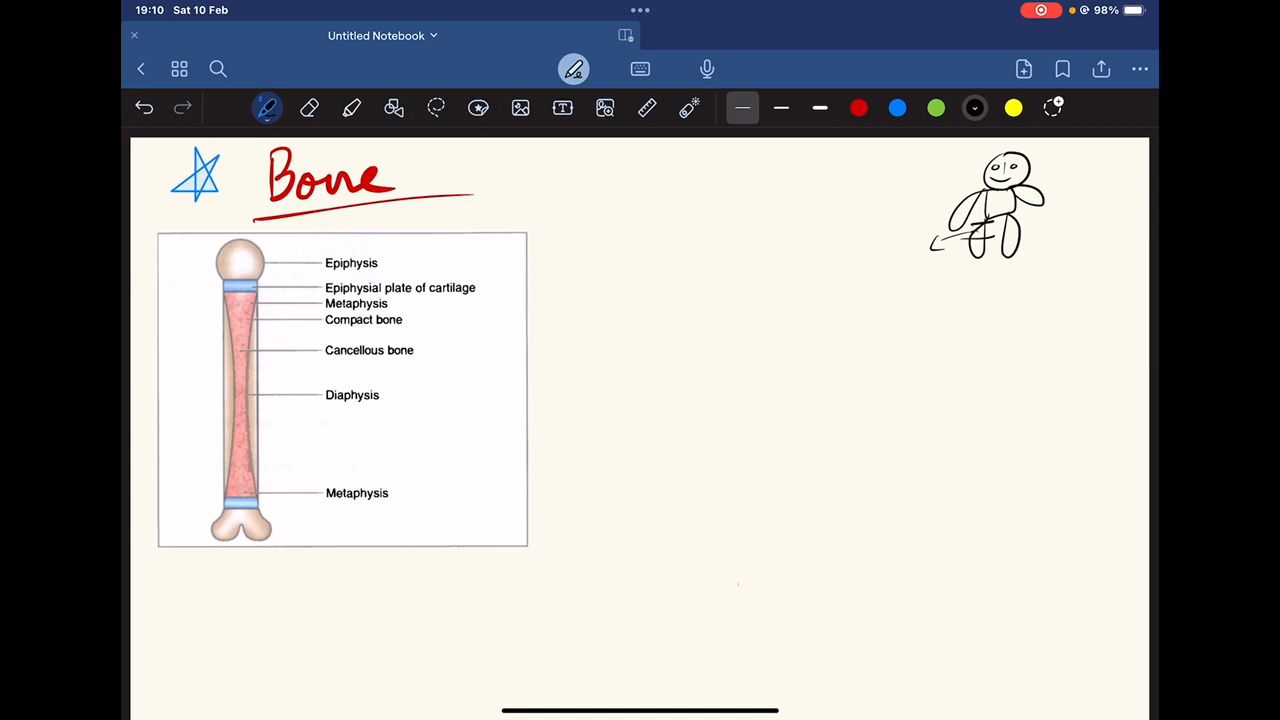 19:10 Sat 10 Feb
98%
Untitled Notebook
Bone
Epiphysis
Epiphysial plate of cartilage
Metaphysis
Compact bone
Cancellous bone
Diaphysis
Metaphysis